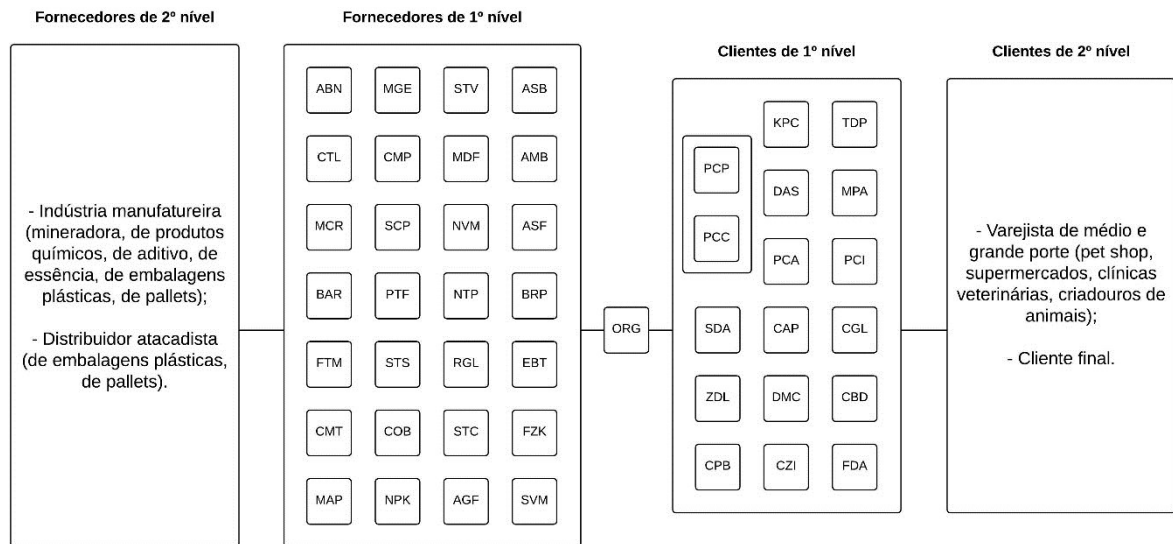 Fornecedores de 2º nível
Fornecedores de 1º nível
Clientes de 1º nível
Clientes de 2º nível
- Indústria manufatureira
(mineradora, de produtos
químicos, de aditivo, de
essência, de embalagens
plásticas, de pallets);
- Distribuidor atacadista
(de embalagens plásticas,
de pallets).
ABN MGE STV ASB
CTL CMP MDF AMB
MCR SCP NVM ASF
BAR PTF NTP BRP
FTM STS RGL EBT
CMT COB STC FZK
MAP NPK AGF SVM
ORG
KPC TDP
PCP
DAS MPA
PCC
PCA PCI
SDA CAP CGL
ZDL DMC CBD
CPB CZI FDA
- Varejista de médio e
grande porte (pet shop,
supermercados, clínicas
veterinárias, criadouros de
animais);
- Cliente final.